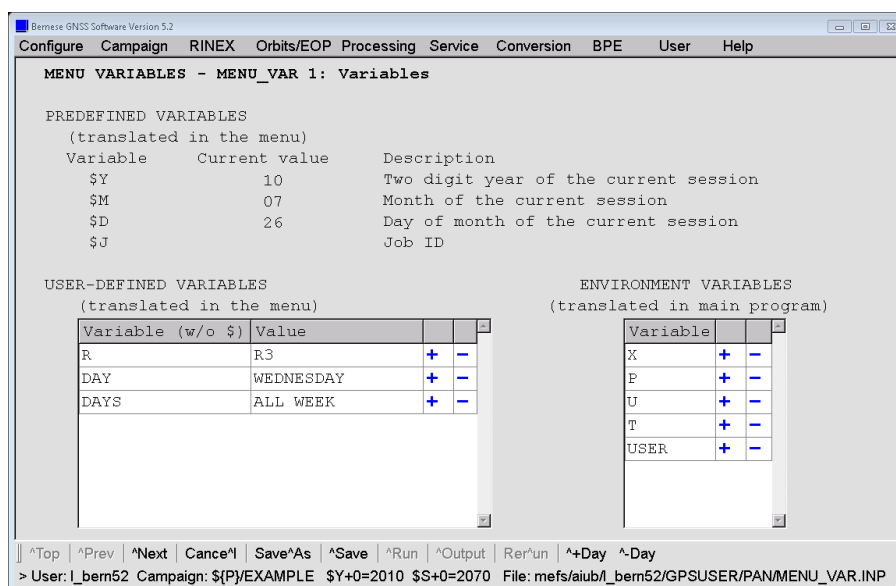 Bernese GNSS Software Version 5.2
Configure Campaign RINEX Orbits/EOP Processing Service Conversion BPE User Help
MENU VARIABLES - MENU_VAR 1: Variables
PREDEFINED VARIABLES
(translated in the menu)
Variable Current value Description
$Y 10 Two digit year of the current session
$M 07 Month of the current session
$D 26 Day of month of the current session
$J Job ID
USER-DEFINED VARIABLES ENVIRONMENT VARIABLES
(translated in the menu) (translated in main program)
Variable (w/o $) Value Variable
R R3 + - X + -
DAY WEDNESDAY + - P + -
DAYS ALL WEEK + - U + -
T + -
USER + -
^Top ^Prev ^Next Cance^l Save^As ^Save ^Run ^Output Rer^un ^+Day ^-Day
> User: l_bern52 Campaign: ${P}/EXAMPLE $Y+0=2010 $S+0=2070 File: mefs/aiub/l_bern52/GPSUSER/PAN/MENU_VAR.INP